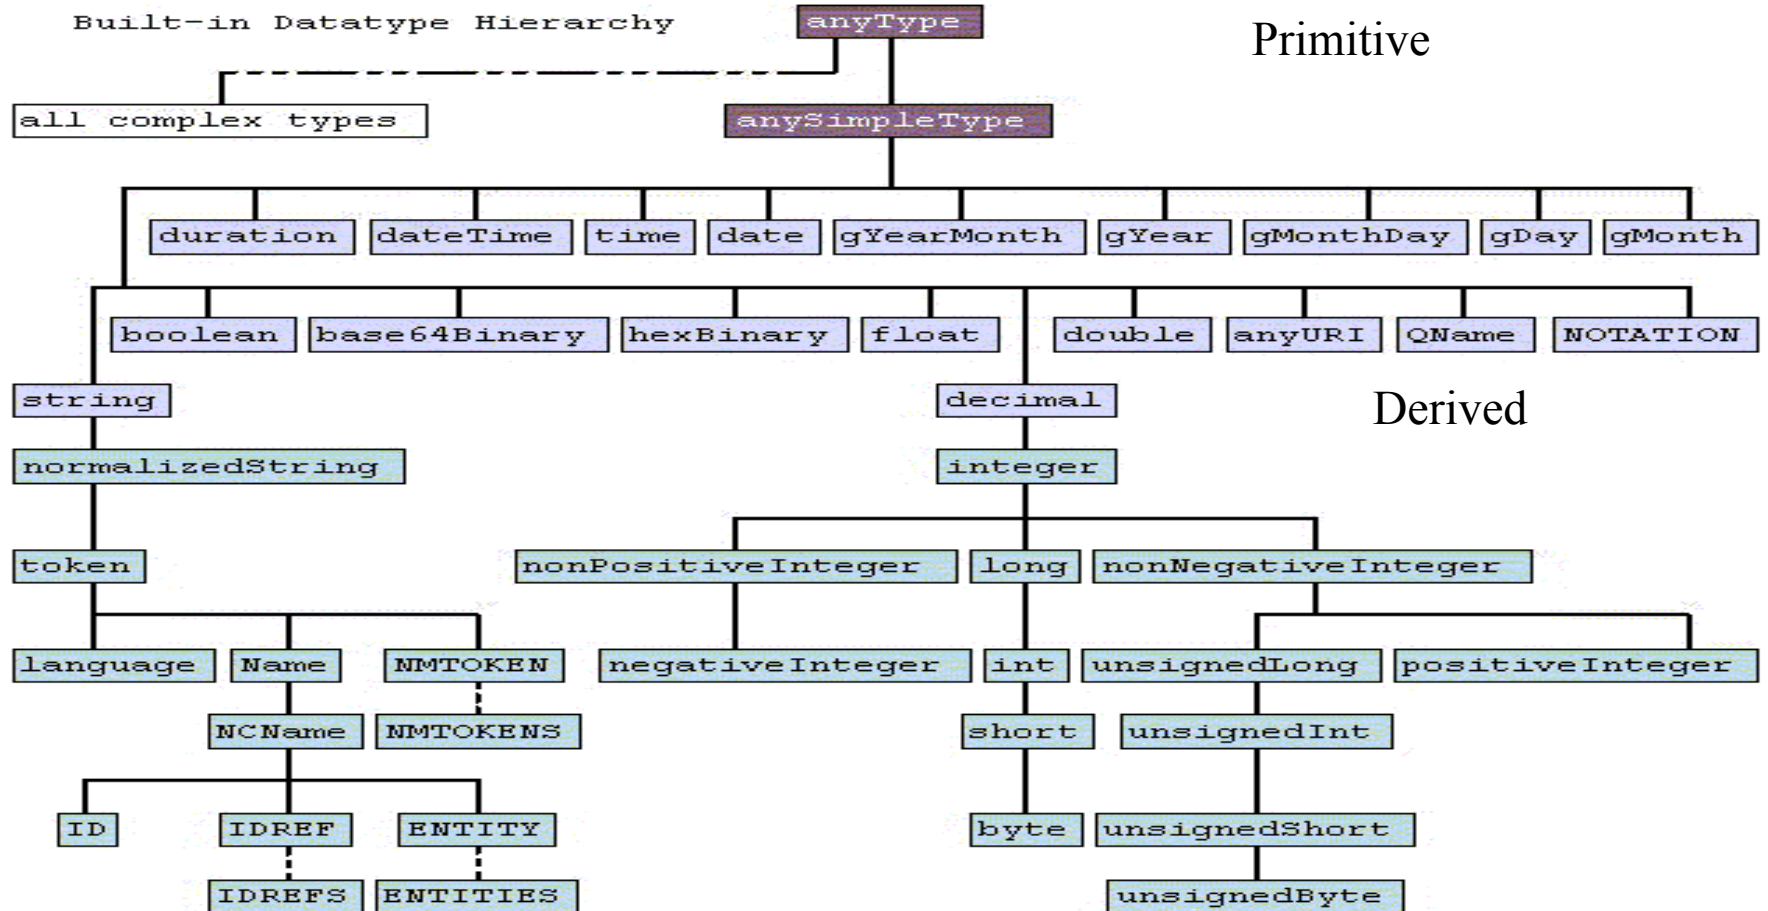 Built-in Datatype Hierarchy
anyType
Primitive
all complex types
anySimpleType
duration
dateTime
time
date
gYearMonth
gYear
gMonthDay
gDay
gMonth
boolean
base64Binary
hexBinary
float
double
anyURI
QName
NOTATION
string
decimal
Derived
normalizedString
integer
token
nonPositiveInteger
long
nonNegativeInteger
language
Name
NMTOKEN
negativeInteger
int
unsignedLong
positiveInteger
NCName
NMTOKENS
short
unsignedInt
ID
IDREF
ENTITY
byte
unsignedShort
IDREFS
ENTITIES
unsignedByte